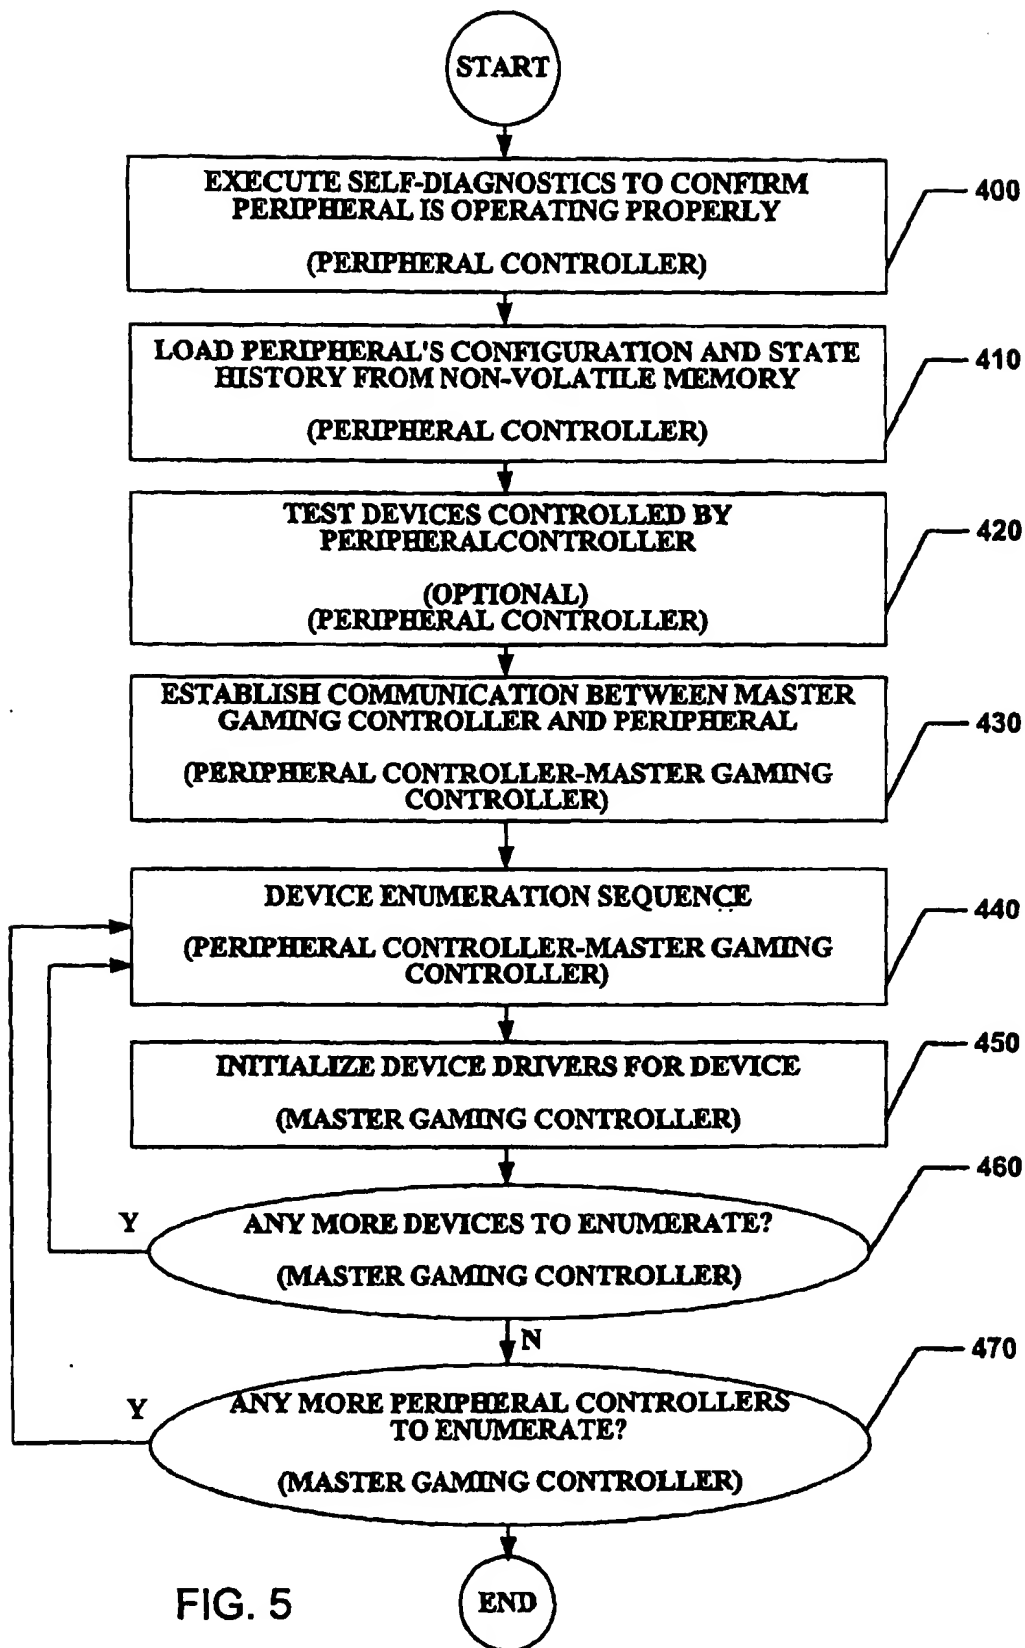 START
EXECUTE SELF-DIAGNOSTICS TO CONFIRM
PERIPHERAL IS OPERATING PROPERLY
(PERIPHERAL CONTROLLER)
400
LOAD PERIPHERAL'S CONFIGURATION AND STATE
HISTORY FROM NON-VOLATILE MEMORY
(PERIPHERAL CONTROLLER)
410
TEST DEVICES CONTROLLED BY
PERIPHERALCONTROLLER
(OPTIONAL)
(PERIPHERAL CONTROLLER)
420
ESTABLISH COMMUNICATION BETWEEN MASTER
GAMING CONTROLLER AND PERIPHERAL
(PERIPHERAL CONTROLLER-MASTER GAMING
CONTROLLER)
430
DEVICE ENUMERATION SEQUENCE
(PERIPHERAL CONTROLLER-MASTER GAMING
CONTROLLER)
440
INITIALIZE DEVICE DRIVERS FOR DEVICE
(MASTER GAMING CONTROLLER)
450
Y
ANY MORE DEVICES TO ENUMERATE?
(MASTER GAMING CONTROLLER)
460
N
Y
ANY MORE PERIPHERAL CONTROLLERS
TO ENUMERATE?
(MASTER GAMING CONTROLLER)
470
END
FIG. 5